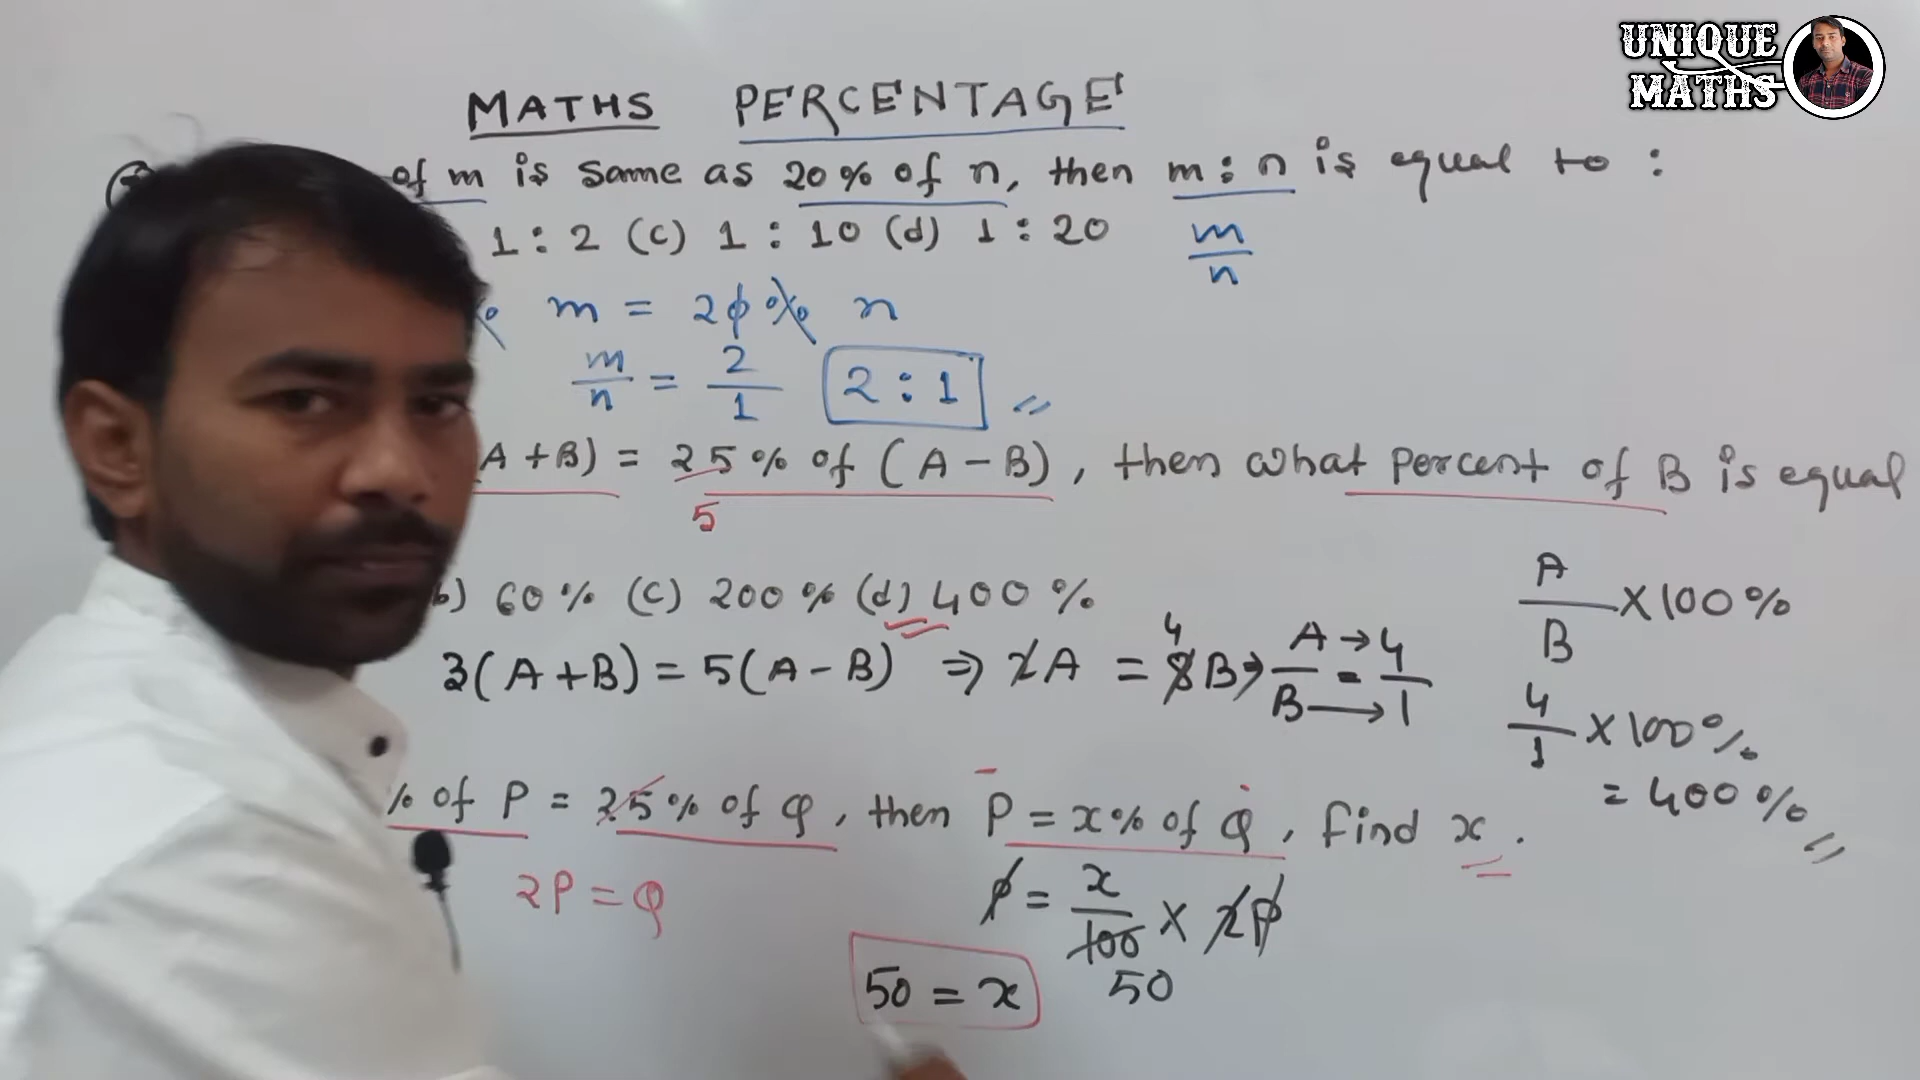 UNIQUE
MATHS
MATHS PERCENTAGE
of m is same as 20% of n, then m : n is equal to :
1 : 2 (c) 1 : 10 (d) 1 : 20
m/n
m = 20% n
m/n = 2/1 2 : 1
A + B) = 25% of (A - B), then what percent of B is equal
5
b) 60% (c) 200% (d) 400%
A/B × 100%
3(A + B) = 5(A - B) ⇒ 2A = 8B ⇒ A/B = 4/1
4
4/1 × 100%
= 400%
% of P = 25% of Q, then P = x% of Q, find x.
2P = Q
P = x/100 × 2P
50 = x
50